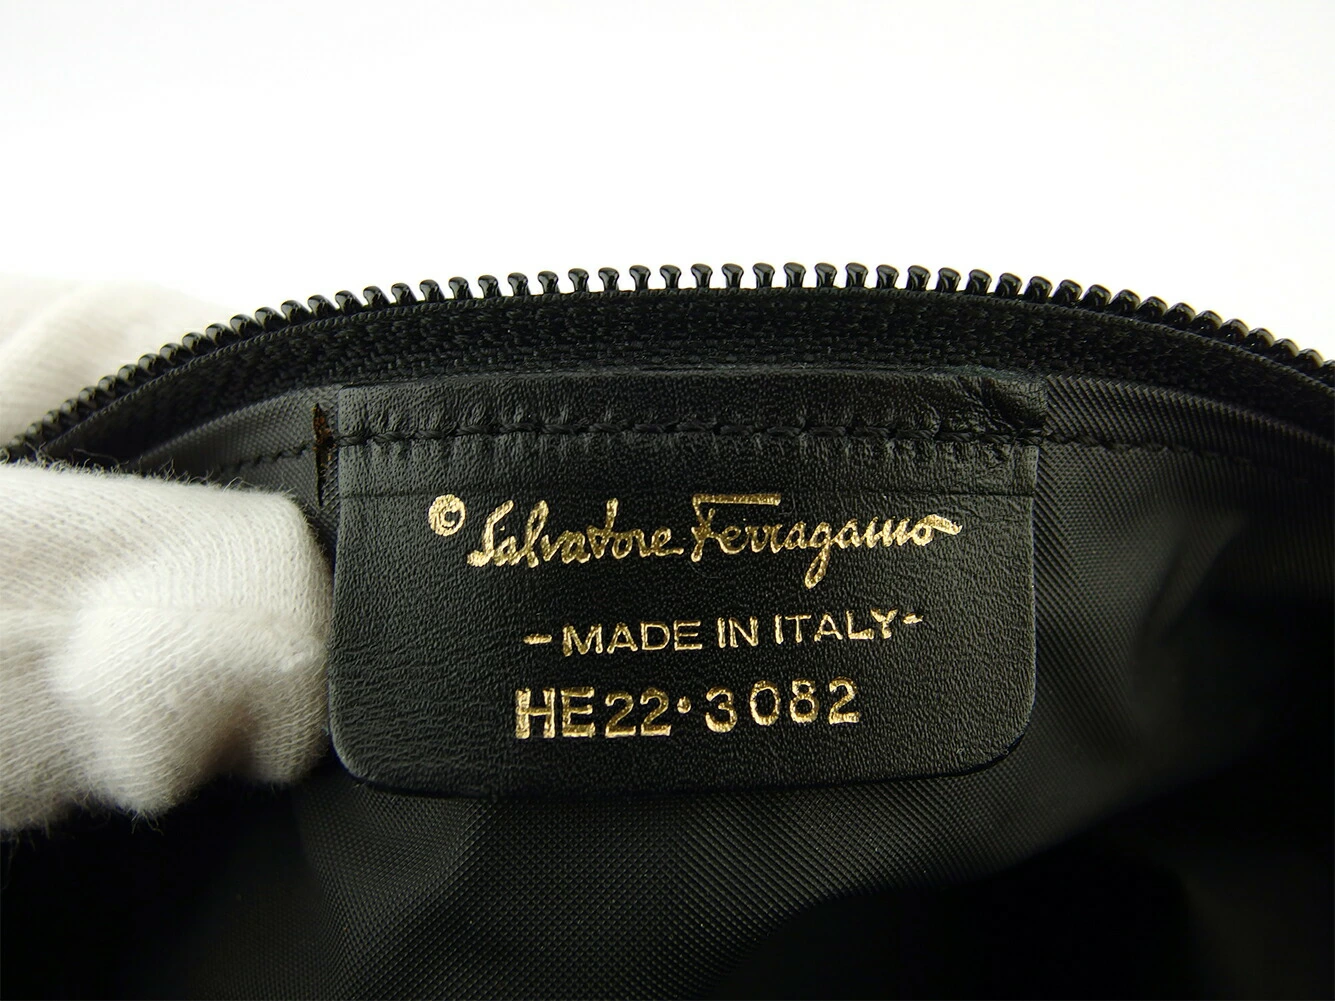 © Salvatore Ferragamo
-MADE IN ITALY-
HE22•3082